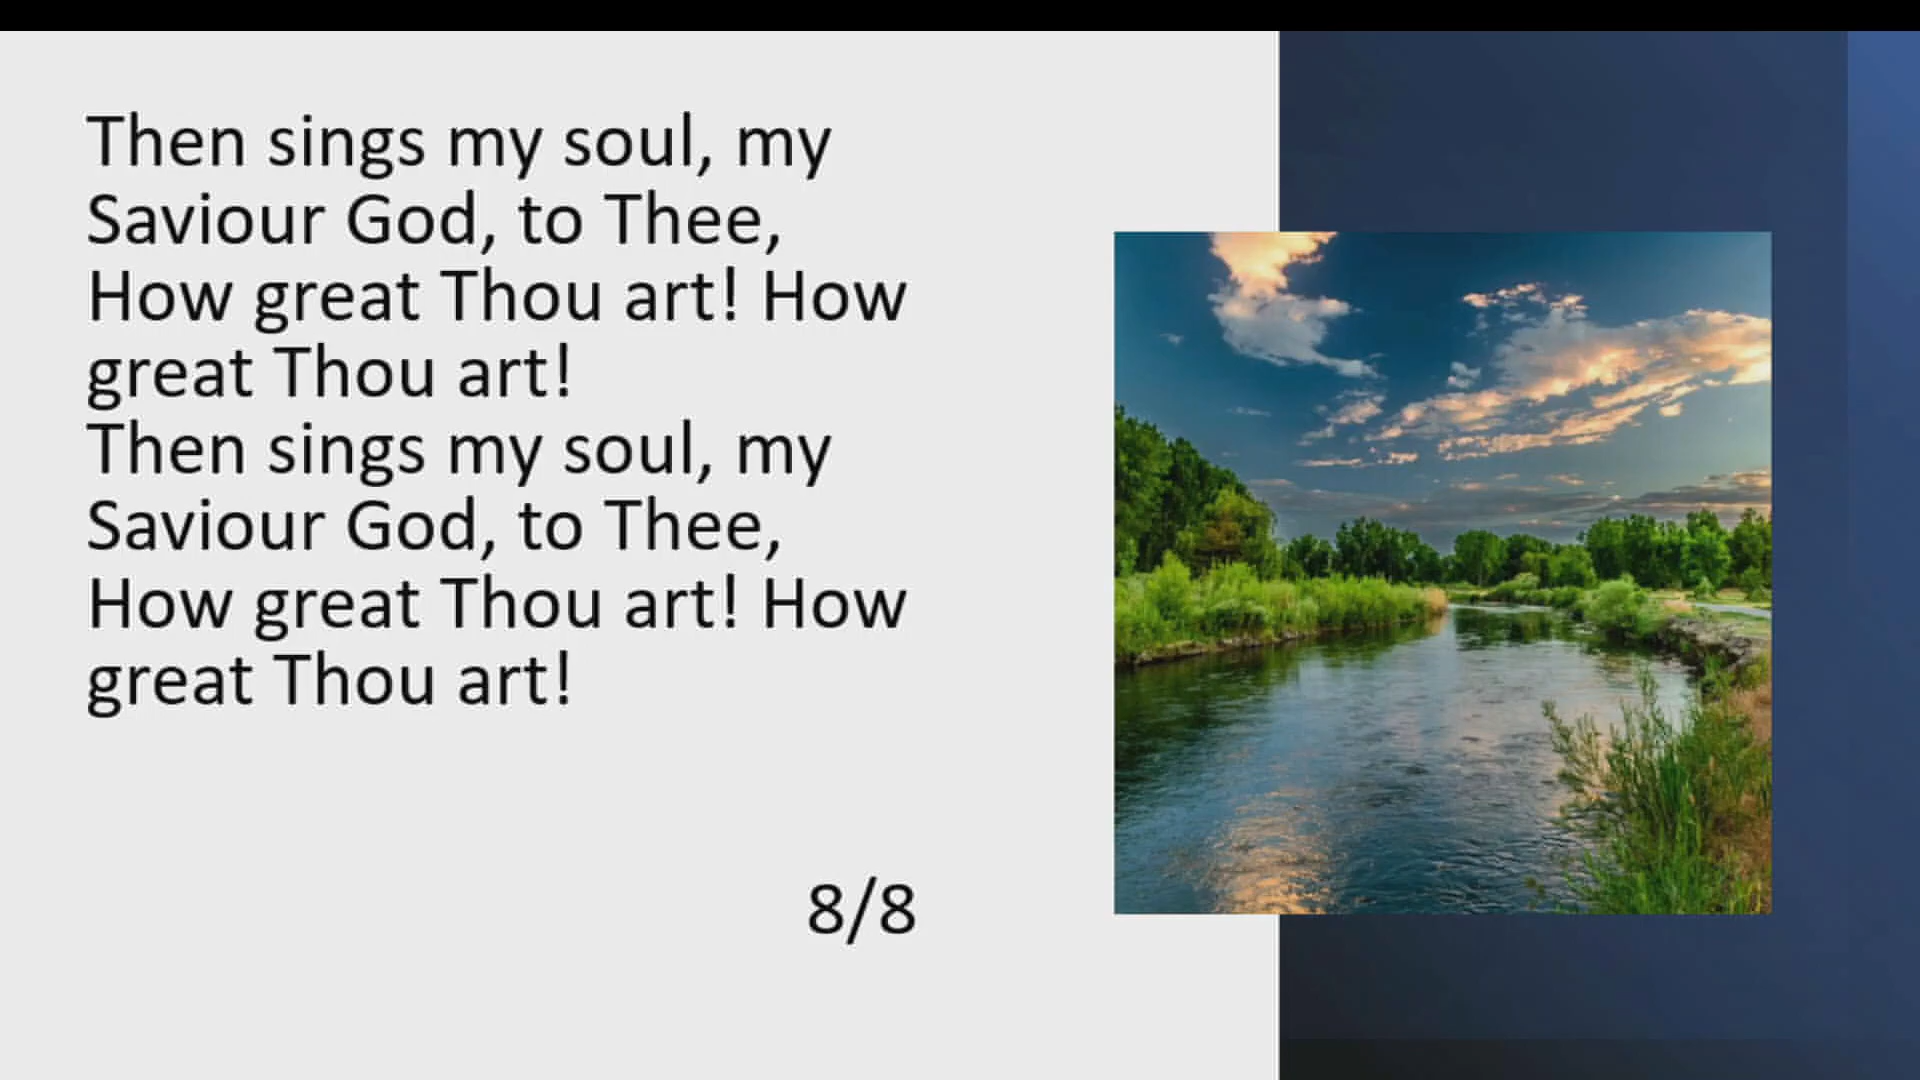 Then sings my soul, my
Saviour God, to Thee,
How great Thou art! How
great Thou art!
Then sings my soul, my
Saviour God, to Thee,
How great Thou art! How
great Thou art!
8/8